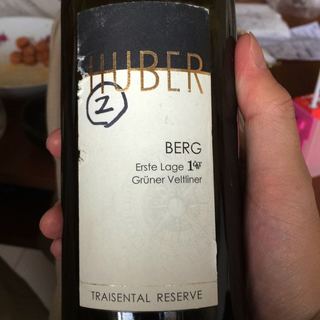 HUBER
2
BERG
Erste Lage 1ÖTW
Grüner Veltliner
TRAISENTAL RESERVE